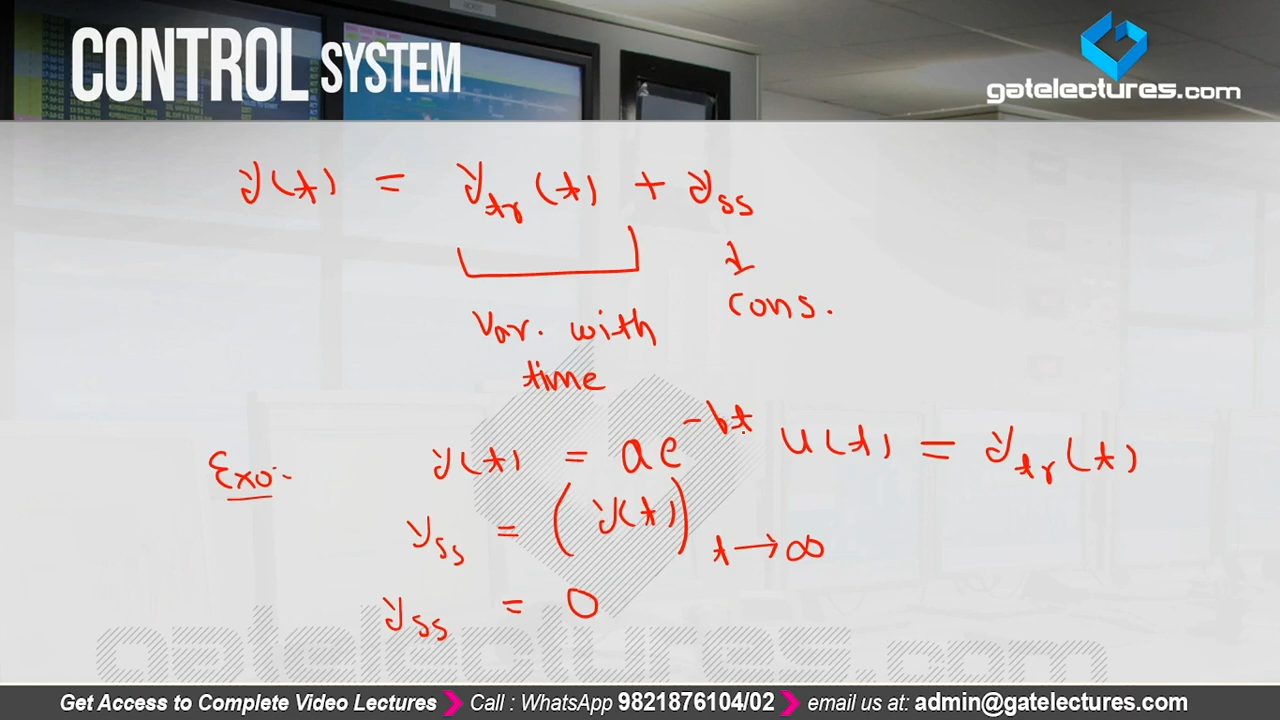 CONTROL SYSTEM
gatelectures.com
y(t) = y_tr(t) + y_ss
↓
Var. with time
cons.
Exo:- y(t) = ae^-bt u(t) = y_tr(t)
y_ss = (y(t)) t→∞
y_ss = 0
gatelectures.com
Get Access to Complete Video Lectures Call : WhatsApp 9821876104/02 email us at: admin@gatelectures.com